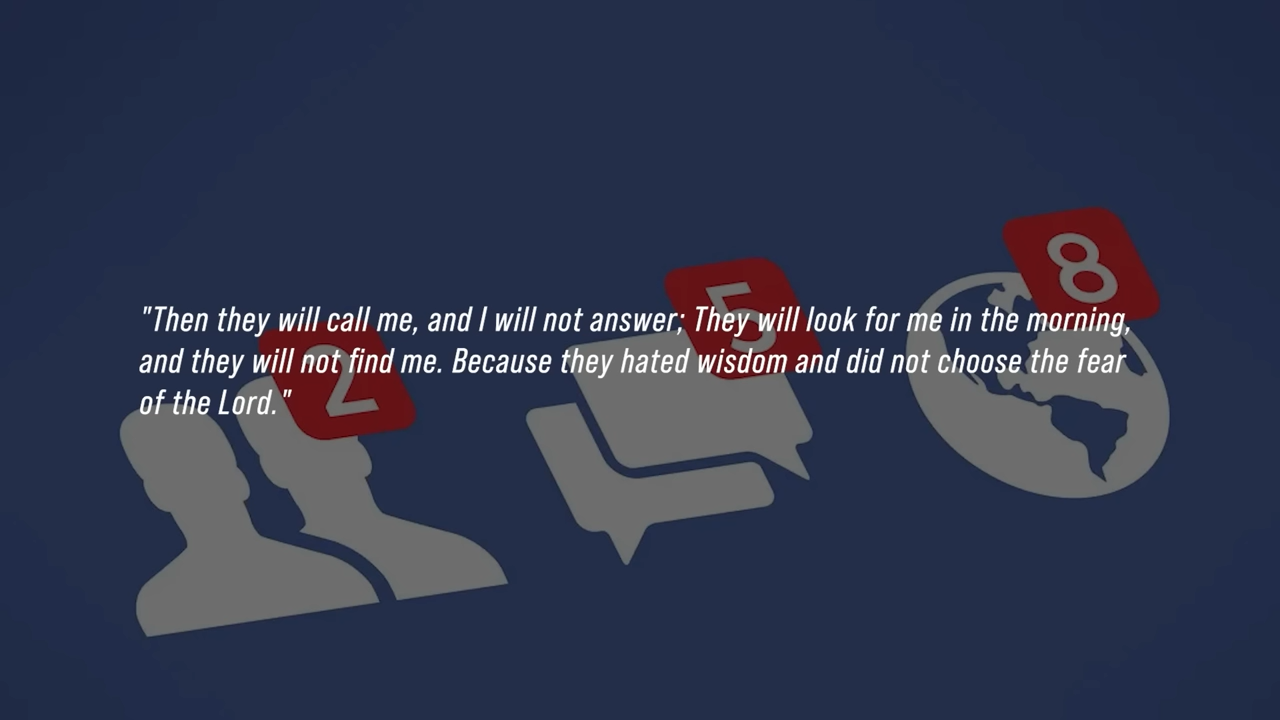 2
5
8
"Then they will call me, and I will not answer; They will look for me in the morning,
and they will not find me. Because they hated wisdom and did not choose the fear
of the Lord."